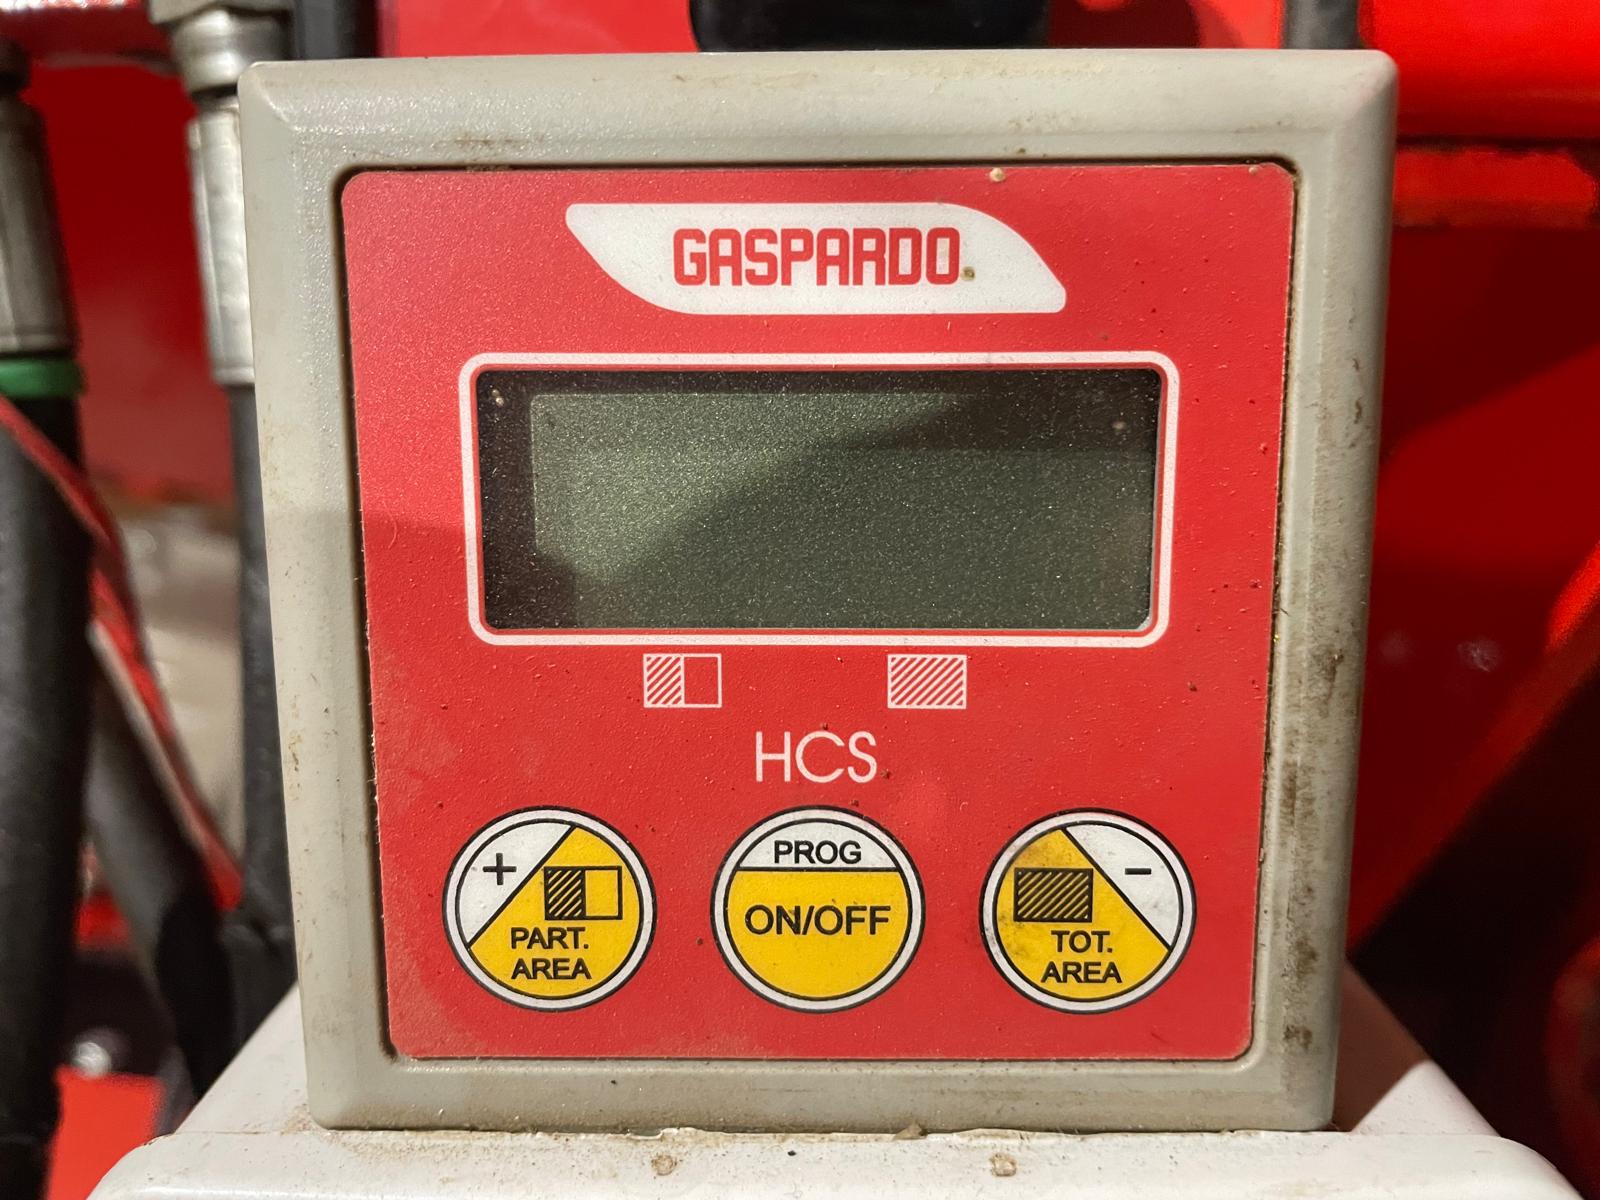 GASPARDO
HCS
+
PART.
AREA
PROG
ON/OFF
-
TOT.
AREA